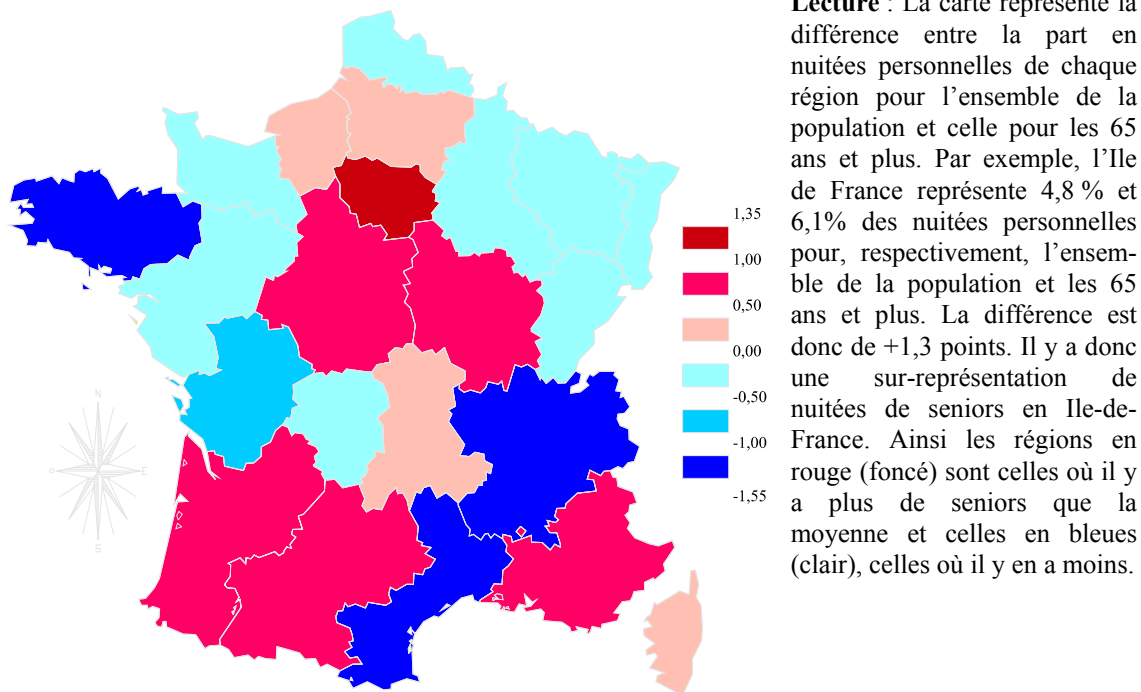 Lecture : La carte représente la
différence entre la part en
nuitées personnelles de chaque
région pour l'ensemble de la
population et celle pour les 65
ans et plus. Par exemple, l'Ile
de France représente 4,8 % et
6,1% des nuitées personnelles
pour, respectivement, l'ensem-
ble de la population et les 65
ans et plus. La différence est
donc de +1,3 points. Il y a donc
une sur-représentation de
nuitées de seniors en Ile-de-
France. Ainsi les régions en
rouge (foncé) sont celles où il y
a plus de seniors que la
moyenne et celles en bleues
(clair), celles où il y en a moins.
1,35
1,00
0,50
0,00
-0,50
-1,00
-1,55
N
O
E
S